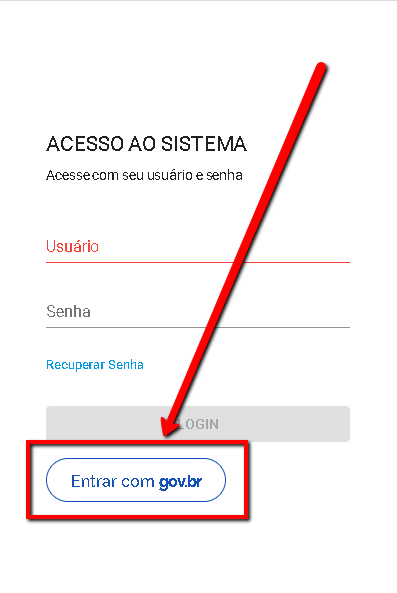 ACESSO AO SISTEMA
Acesse com seu usuário e senha
Usuário
Senha
Recuperar Senha
LOGIN
Entrar com gov.br